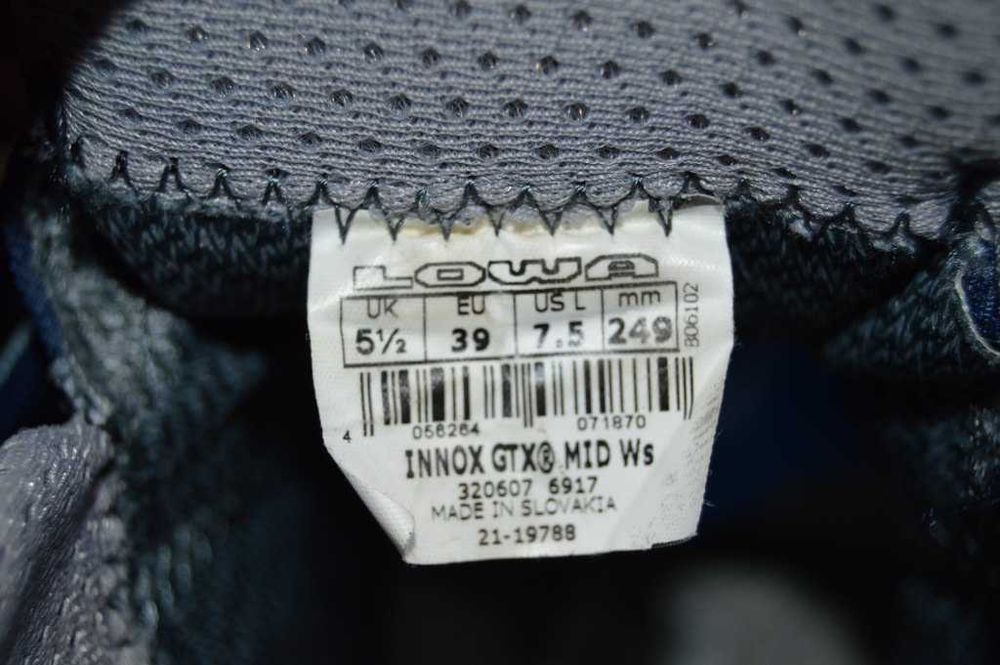 LOWA
UK EU US L mm
5½ 39 7.5 249
806102
4 056264 071870
INNOX GTX® MID Ws
320607 6917
MADE IN SLOVAKIA
21-19788